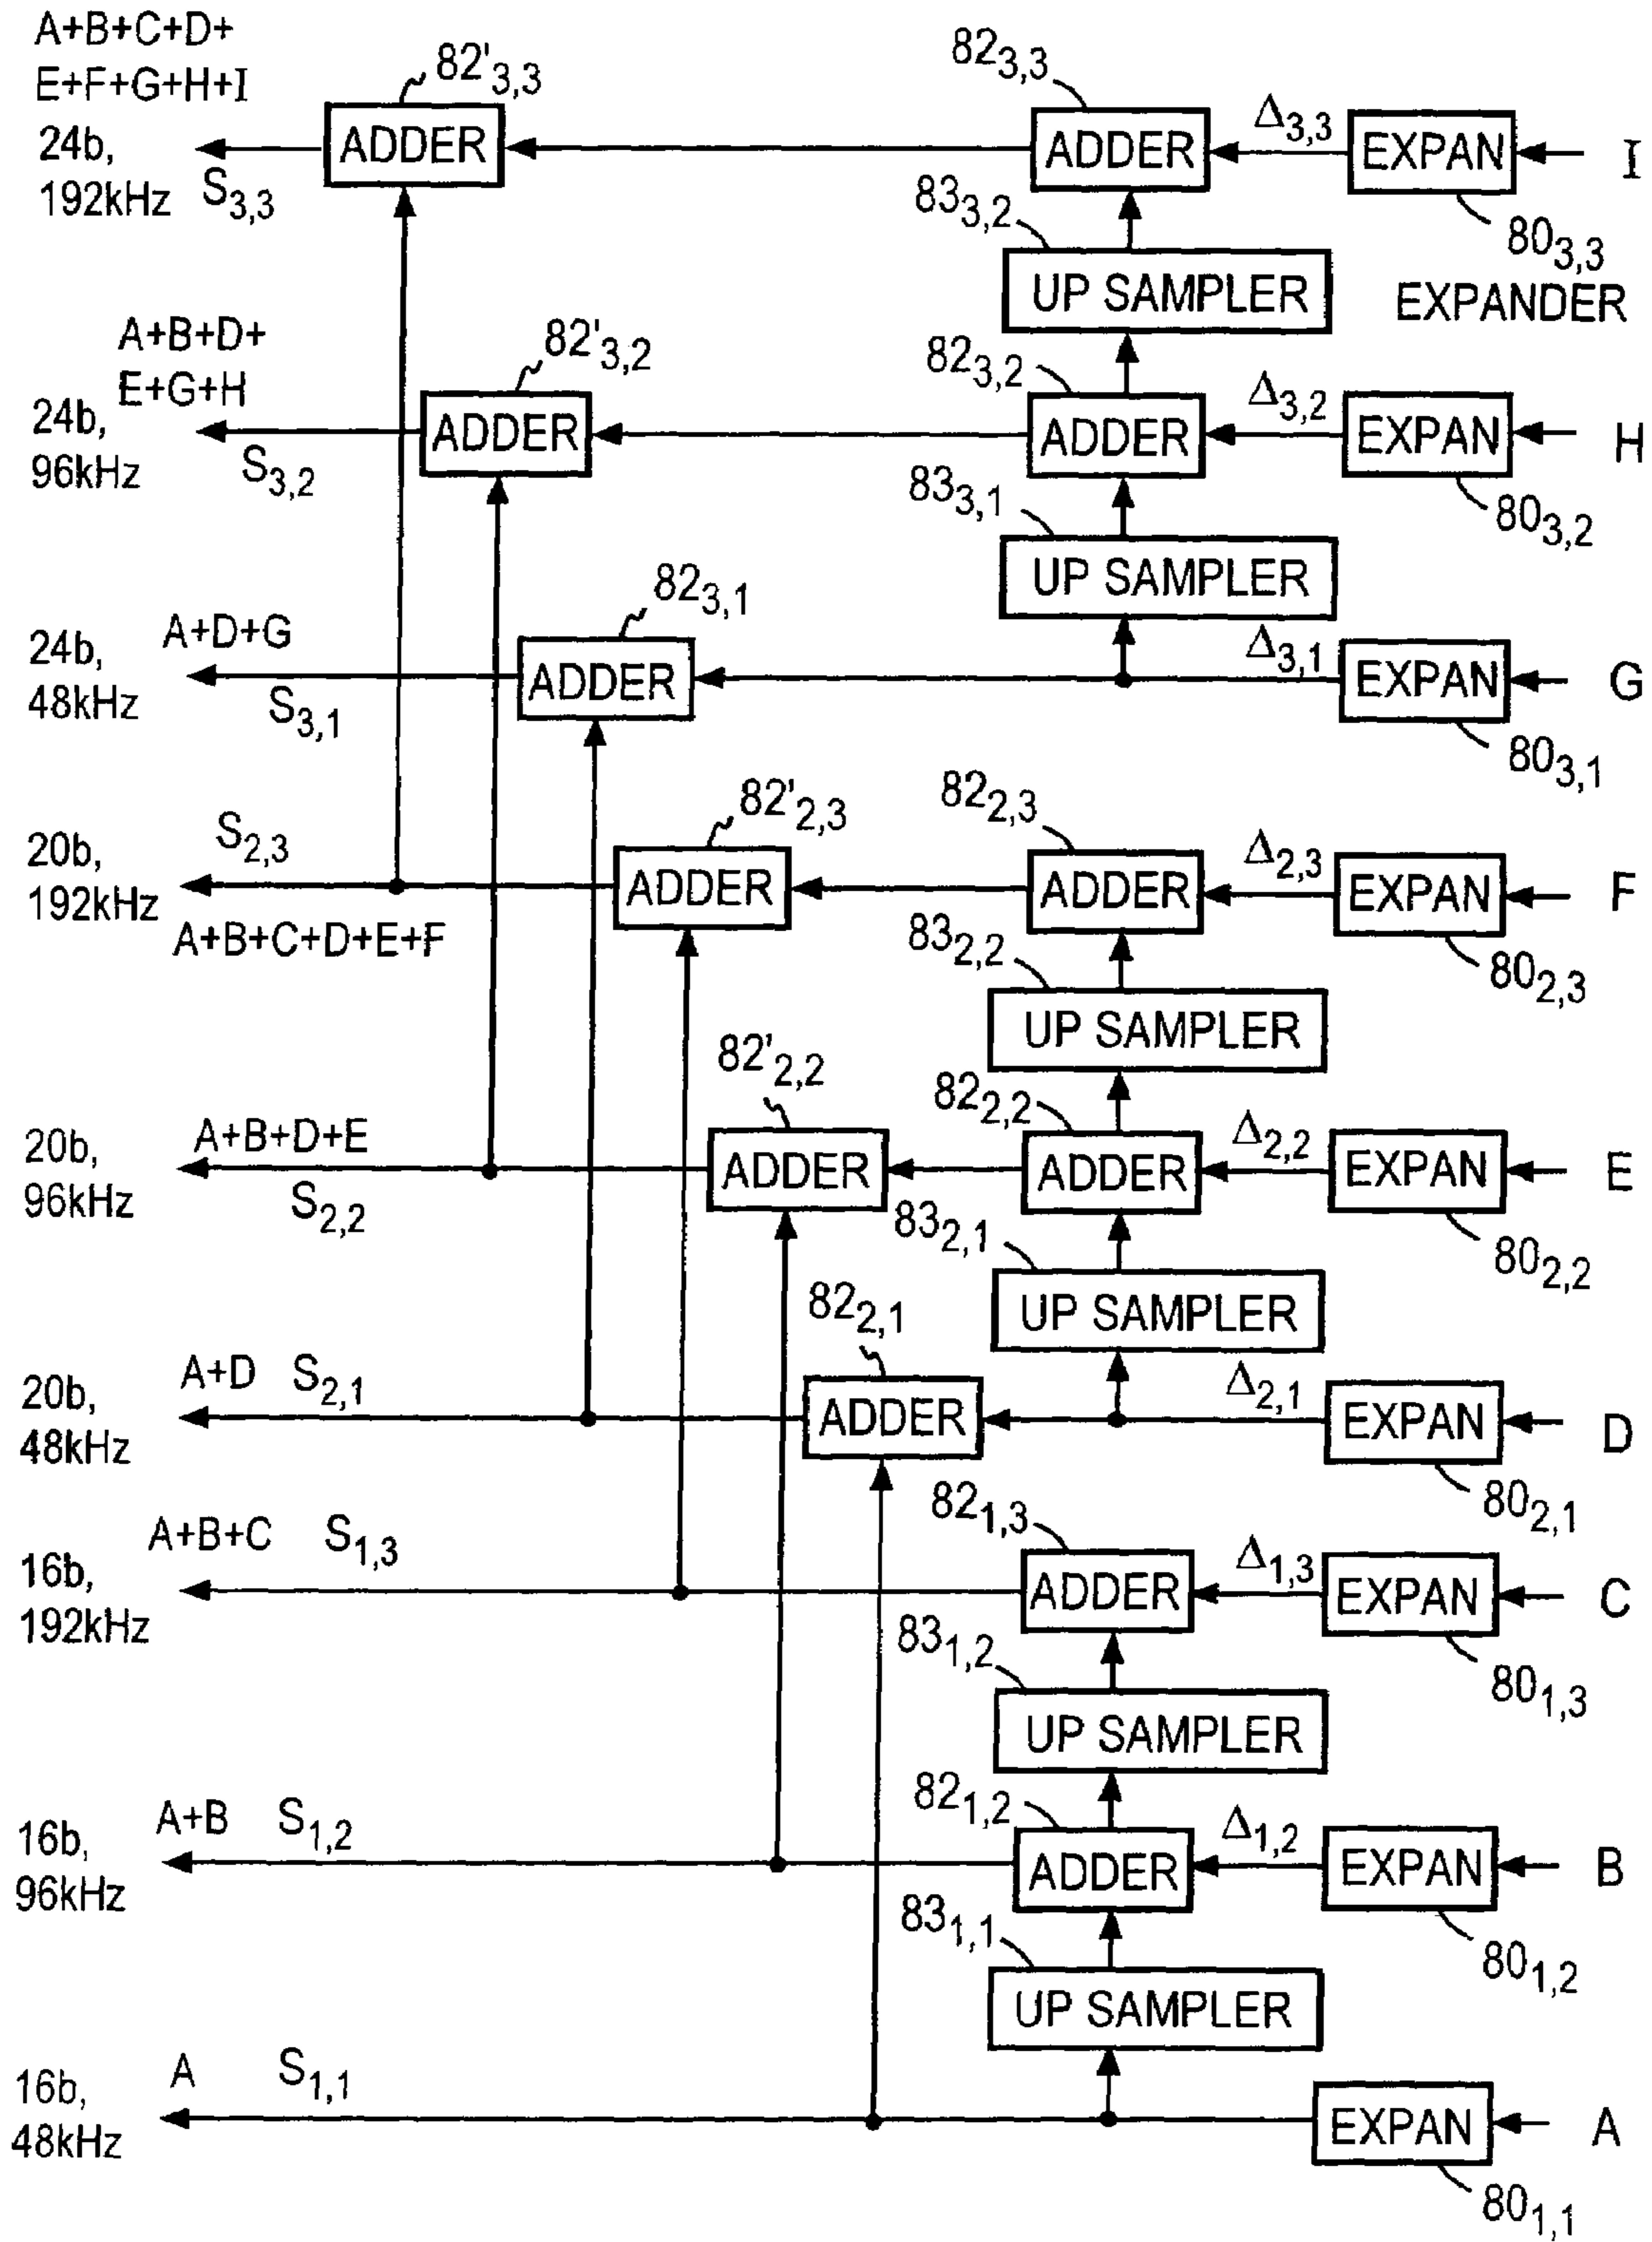 A+B+C+D+
E+F+G+H+I
24b,
192kHz
S3,3
82'3,3
ADDER
823,3
ADDER
Δ3,3
EXPAN
I
803,3
EXPANDER
833,2
UP SAMPLER
A+B+D+
E+G+H
24b,
96kHz
S3,2
82'3,2
ADDER
823,2
ADDER
Δ3,2
EXPAN
H
803,2
833,1
UP SAMPLER
24b,
48kHz
A+D+G
S3,1
823,1
ADDER
Δ3,1
EXPAN
G
803,1
20b,
192kHz
S2,3
A+B+C+D+E+F
82'2,3
ADDER
822,3
ADDER
Δ2,3
EXPAN
F
802,3
832,2
UP SAMPLER
20b,
96kHz
A+B+D+E
S2,2
82'2,2
ADDER
822,2
ADDER
Δ2,2
EXPAN
E
802,2
832,1
UP SAMPLER
20b,
48kHz
A+D S2,1
822,1
ADDER
Δ2,1
EXPAN
D
802,1
16b,
192kHz
A+B+C S1,3
821,3
ADDER
Δ1,3
EXPAN
C
801,3
831,2
UP SAMPLER
16b,
96kHz
A+B S1,2
821,2
ADDER
Δ1,2
EXPAN
B
801,2
831,1
UP SAMPLER
16b,
48kHz
A S1,1
EXPAN
A
801,1